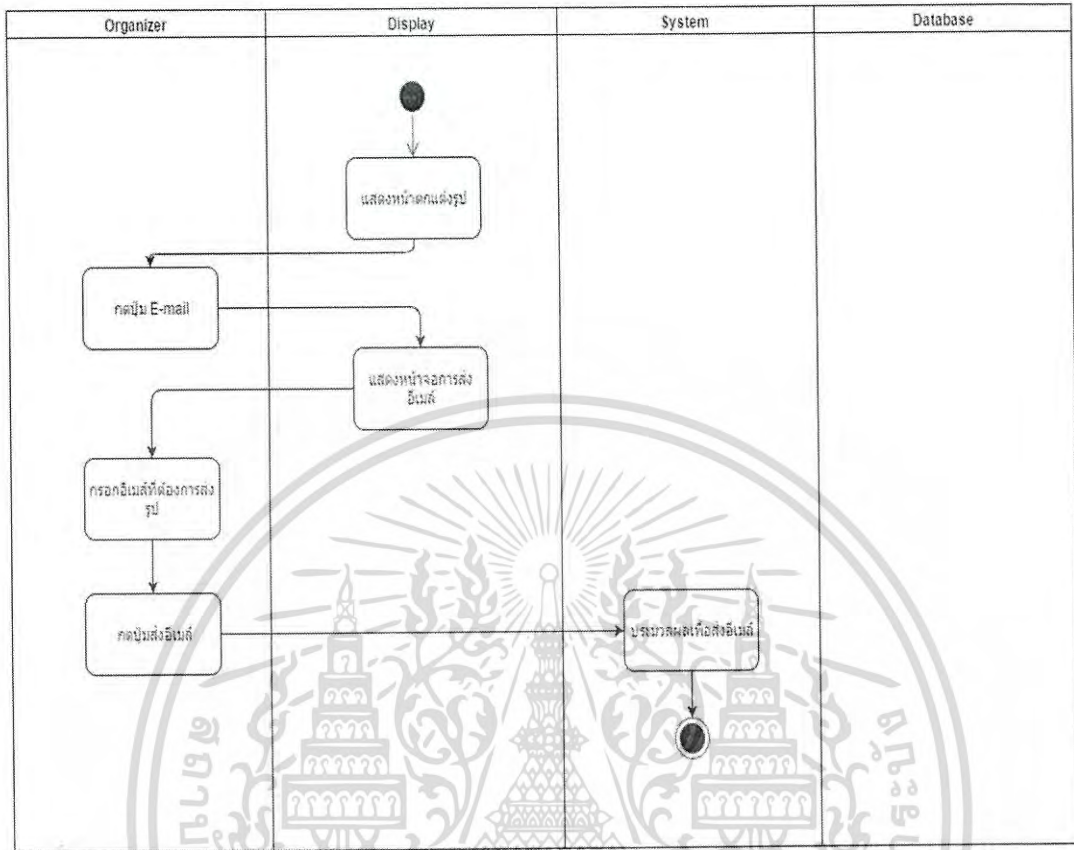 Organizer
Display
System
Database
แสดงหน้าตกแต่งรูป
กดปุ่ม E-mail
แสดงหน้าจอการส่ง
อีเมล์
กรอกอีเมล์ที่ต้องการส่ง
รูป
กดปุ่มส่งอีเมล์
ประมวลผลเพื่อส่งอีเมล์